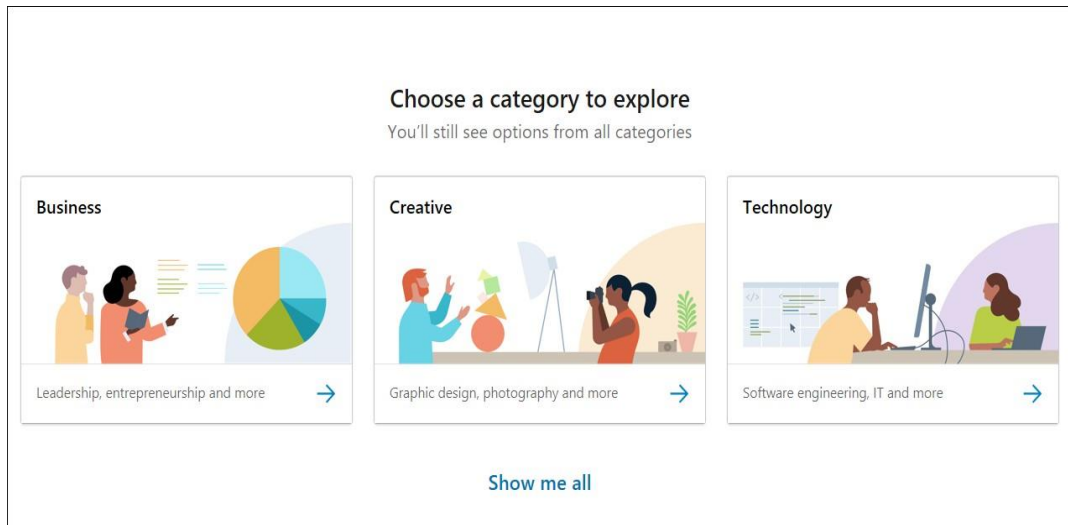 Choose a category to explore
You'll still see options from all categories
Business
Leadership, entrepreneurship and more
Creative
Graphic design, photography and more
Technology
</>
Software engineering, IT and more
Show me all